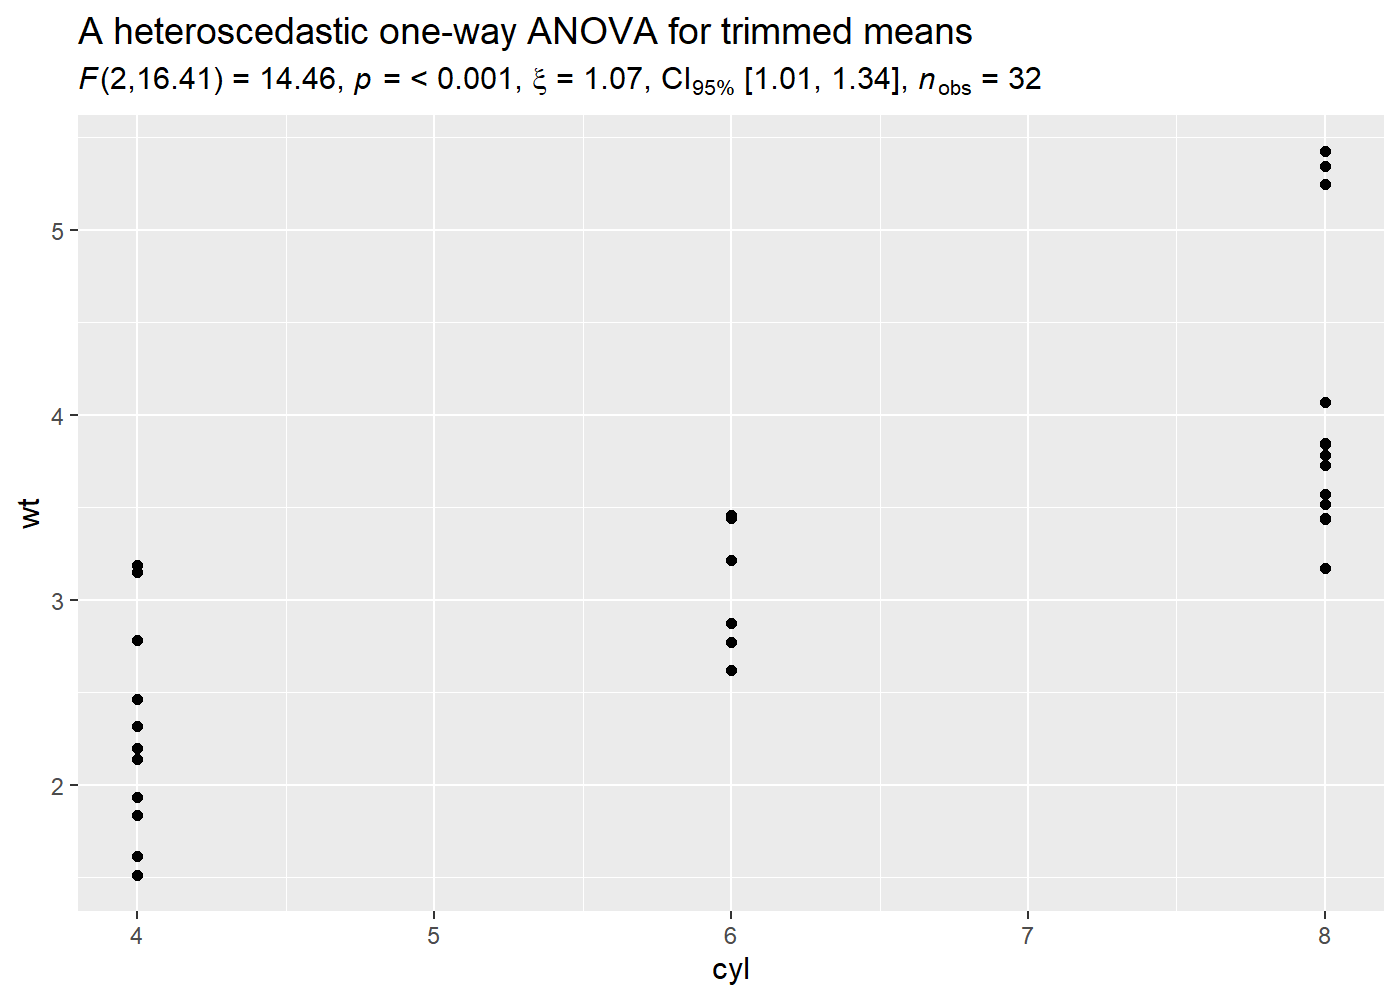 A heteroscedastic one-way ANOVA for trimmed means
F(2,16.41) = 14.46, p = < 0.001, ξ = 1.07, CI95% [1.01, 1.34], nobs = 32
5
4
3
2
wt
4 5 6 7 8
cyl